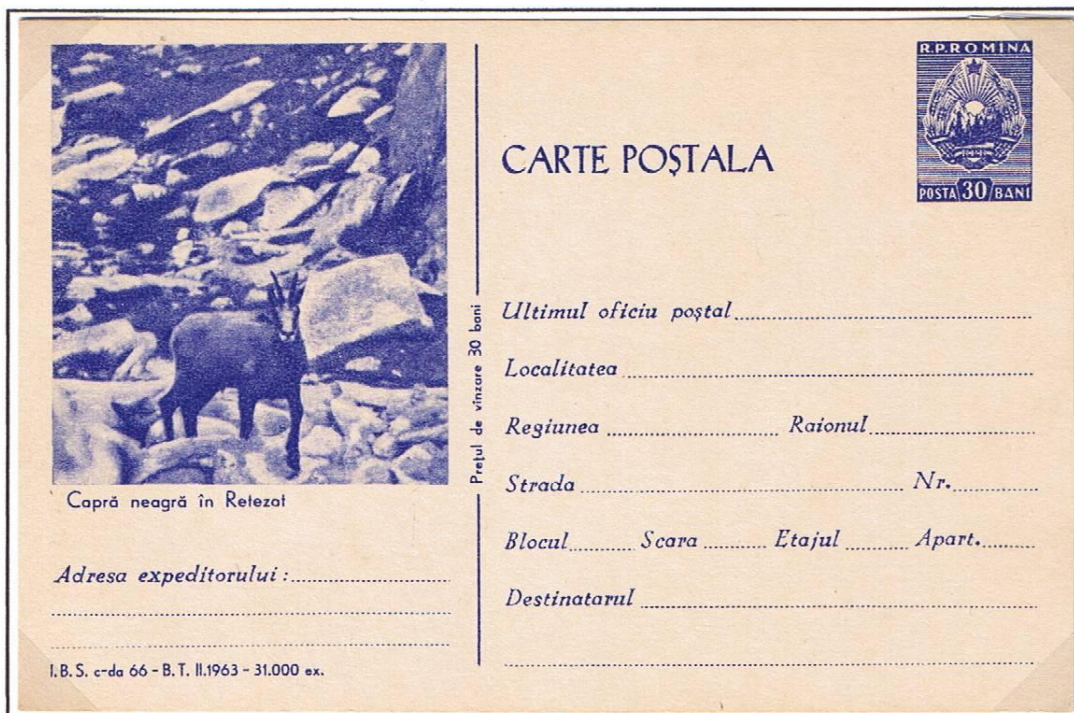 R.P.ROMINA
POSTA 30 BANI
CARTE POȘTALA
Capră neagră în Retezat
Adresa expeditorului:
I.B.S. c-da 66 - B.T. II.1963 - 31.000 ex.
Prețul de vînzare 30 bani
Ultimul oficiu poștal
Localitatea
Regiunea Raionul
Strada Nr.
Blocul Scara Etajul Apart.
Destinatarul